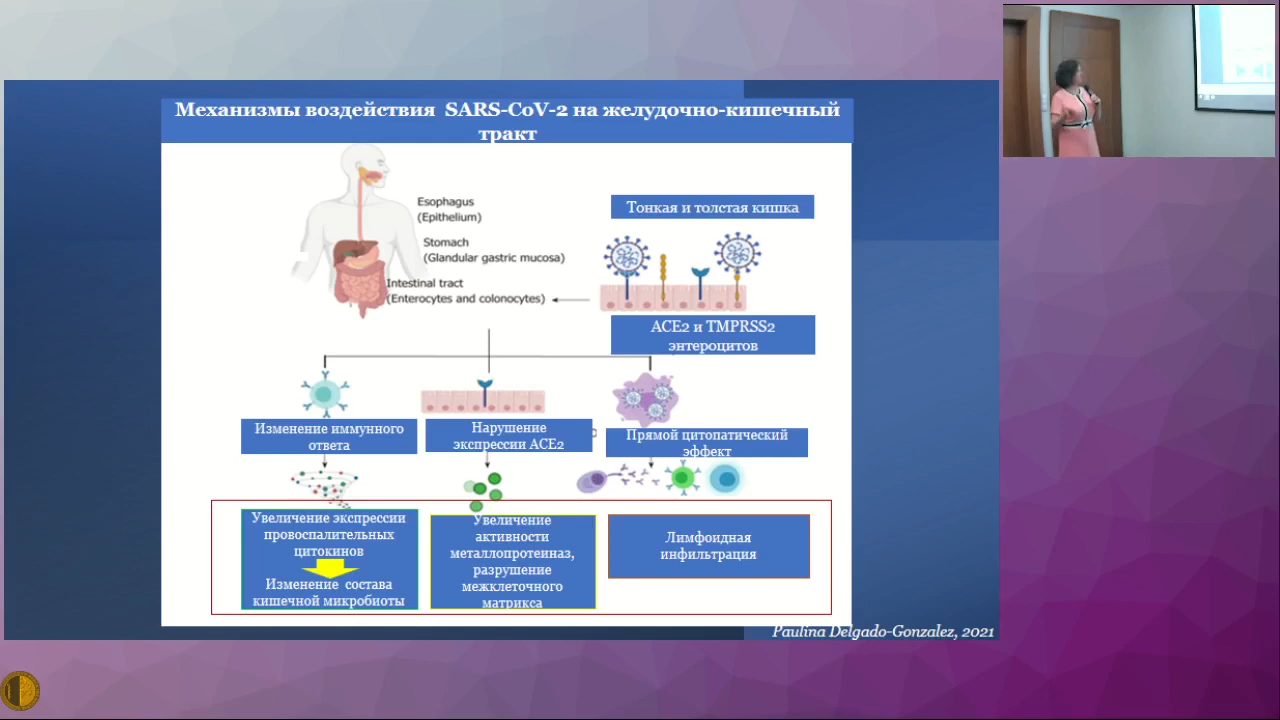 Механизмы воздействия SARS-CoV-2 на желудочно-кишечный
тракт
Esophagus
(Epithelium)
Stomach
(Glandular gastric mucosa)
Intestinal tract
(Enterocytes and colonocytes)
Тонкая и толстая кишка
ACE2 и TMPRSS2
энтероцитов
Изменение иммунного
ответа
Нарушение
экспрессии ACE2
Прямой цитопатический
эффект
Увеличение экспрессии
провоспалительных
цитокинов
Изменение состава
кишечной микробиоты
Увеличение
активности
металлопротеиназ,
разрушение
межклеточного
матрикса
Лимфоидная
инфильтрация
Paulina Delgado-Gonzalez, 2021